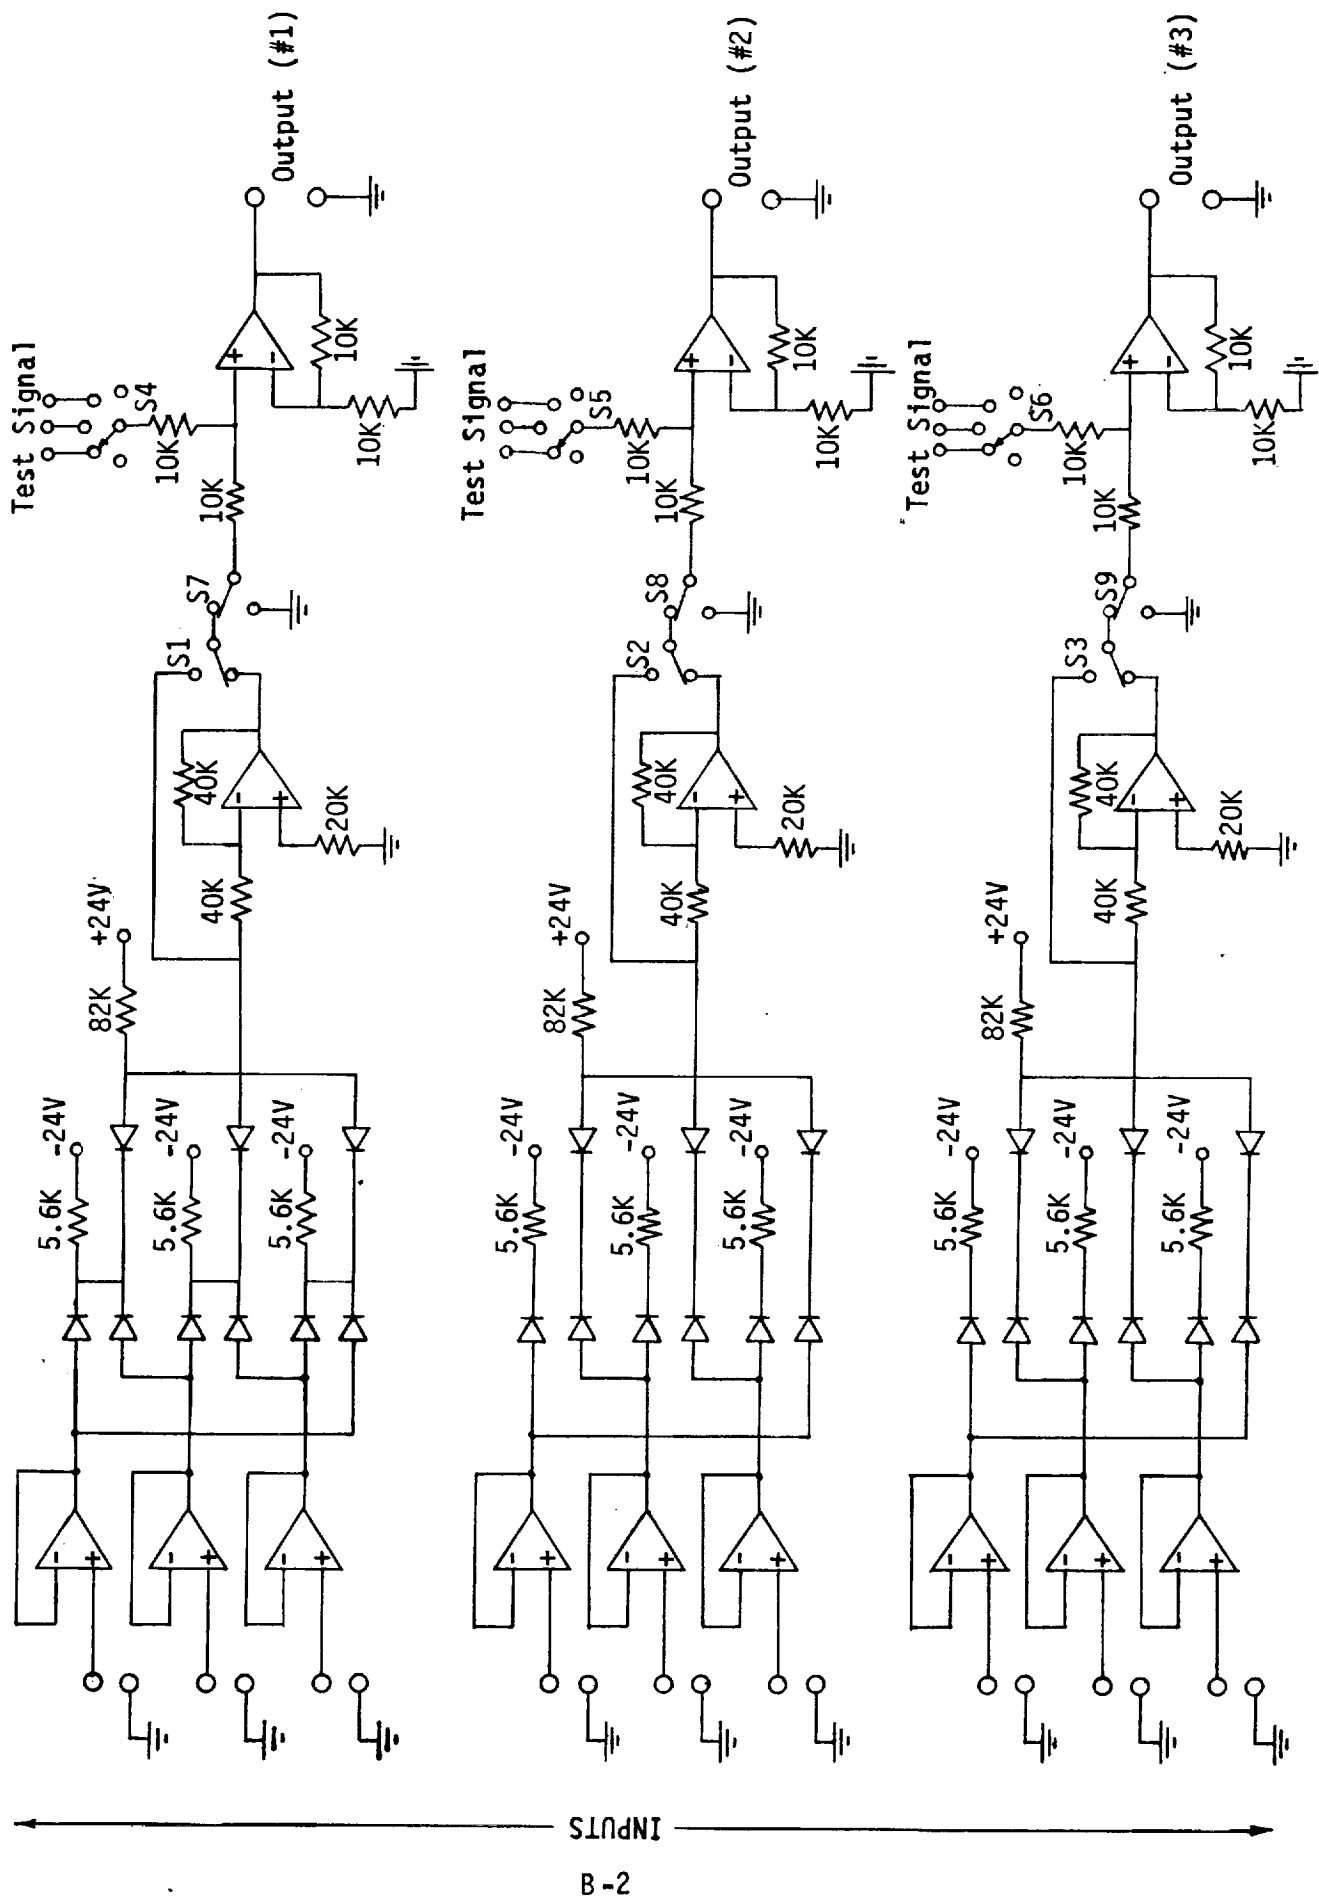 Test Signal
S4
10K
S1
S7
10K
10K
10K
Output (#1)
+24V
82K
40K
40K
20K
5.6K
-24V
5.6K
-24V
5.6K
-24V
+
-
-
+
-
+
-
+
-
+
Test Signal
S5
10K
S2
S8
10K
10K
10K
Output (#2)
+24V
82K
40K
40K
20K
5.6K
-24V
5.6K
-24V
5.6K
-24V
+
-
-
+
-
+
-
+
-
+
Test Signal
S6
10K
S3
S9
10K
10K
10K
Output (#3)
+24V
82K
40K
40K
20K
5.6K
-24V
5.6K
-24V
5.6K
-24V
+
-
-
+
-
+
-
+
-
+
INPUTS
B-2